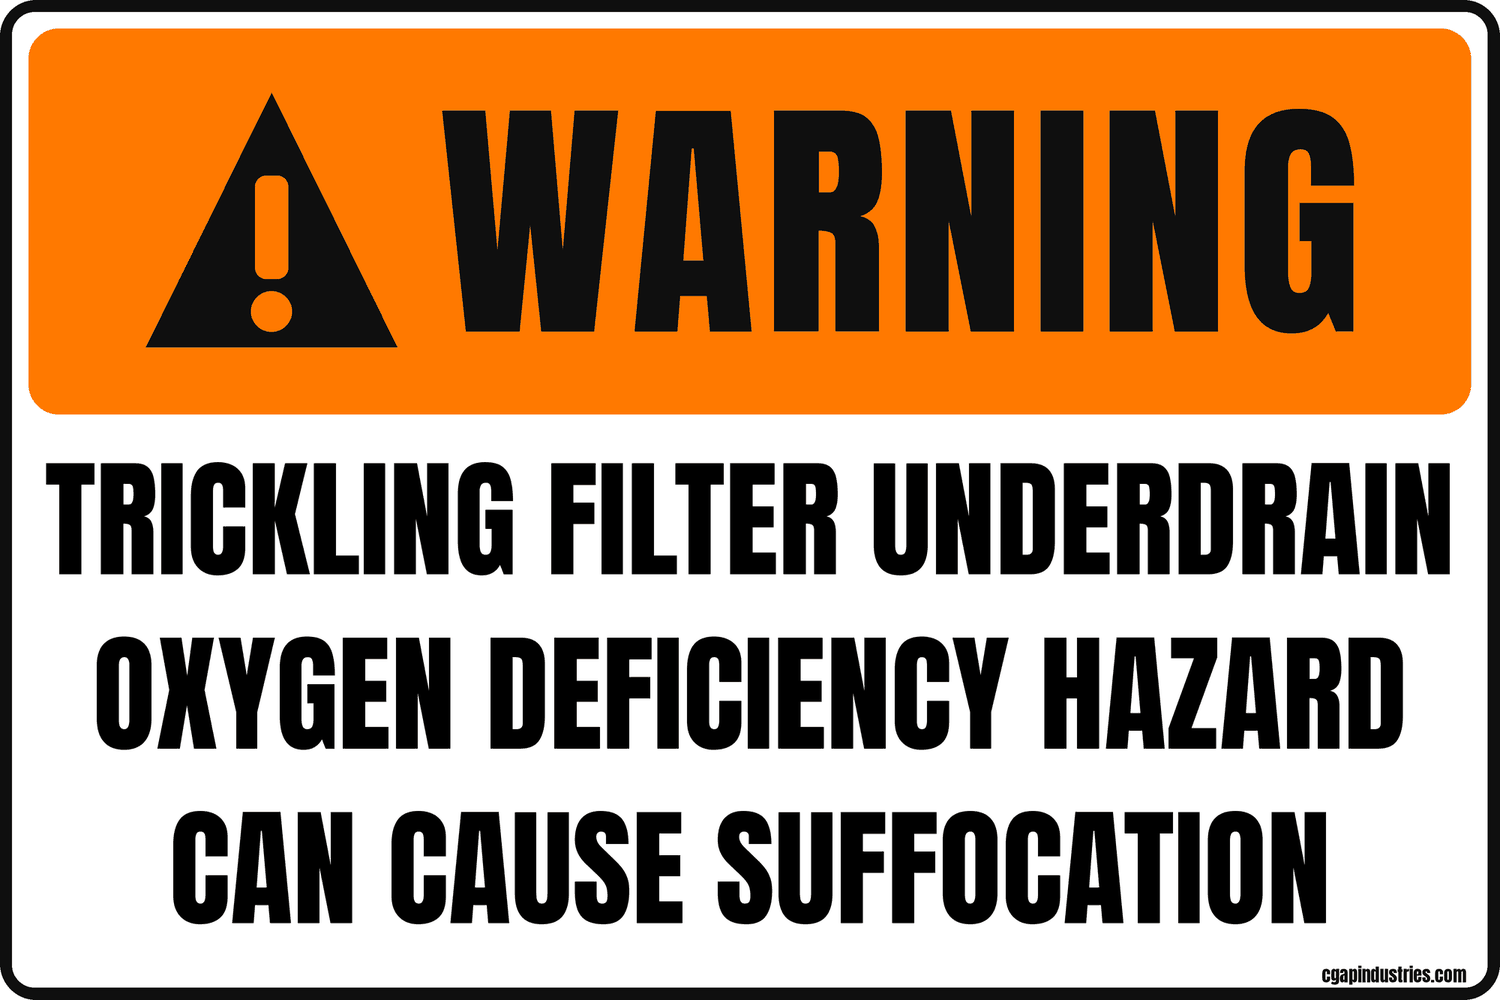 WARNING
TRICKLING FILTER UNDERDRAIN
OXYGEN DEFICIENCY HAZARD
CAN CAUSE SUFFOCATION
cgapindustries.com